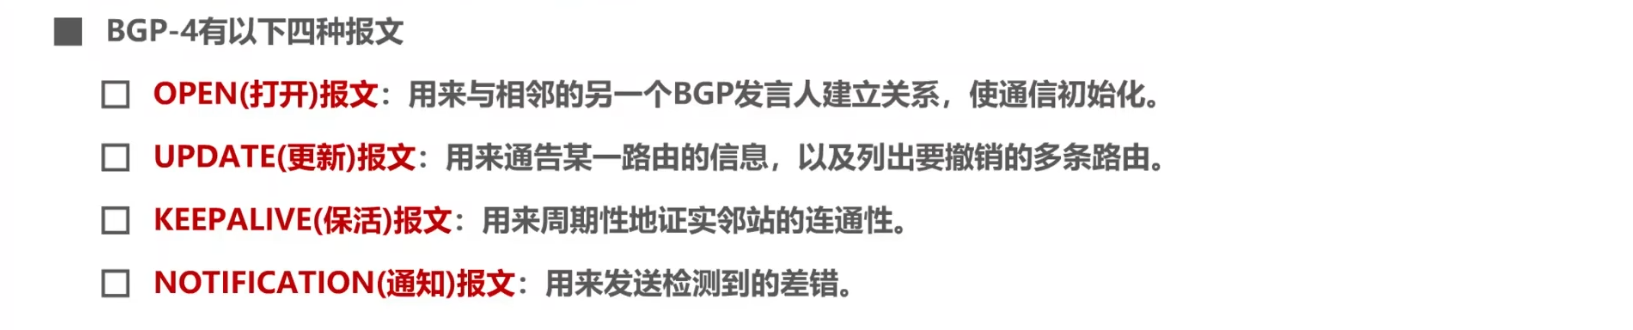 BGP-4有以下四种报文
OPEN(打开)报文：用来与相邻的另一个BGP发言人建立关系，使通信初始化。
UPDATE(更新)报文：用来通告某一路由的信息，以及列出要撤销的多条路由。
KEEPALIVE(保活)报文：用来周期性地证实邻站的连通性。
NOTIFICATION(通知)报文：用来发送检测到的差错。